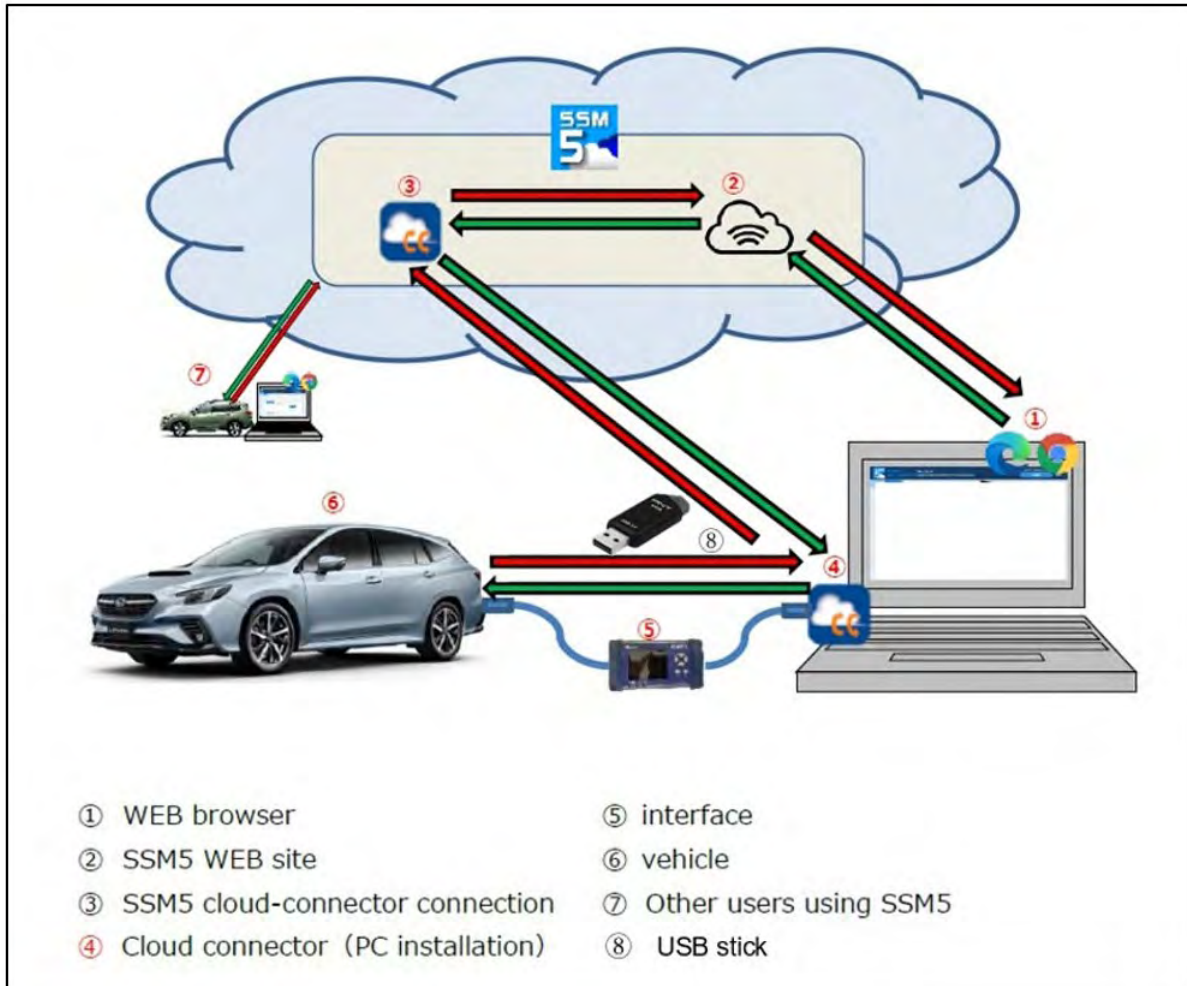 SSM
5
③
②
⑦
①
⑥
⑧
④
CC
CC
⑤
① WEB browser
② SSM5 WEB site
③ SSM5 cloud-connector connection
④ Cloud connector（PC installation）
⑤ interface
⑥ vehicle
⑦ Other users using SSM5
⑧ USB stick